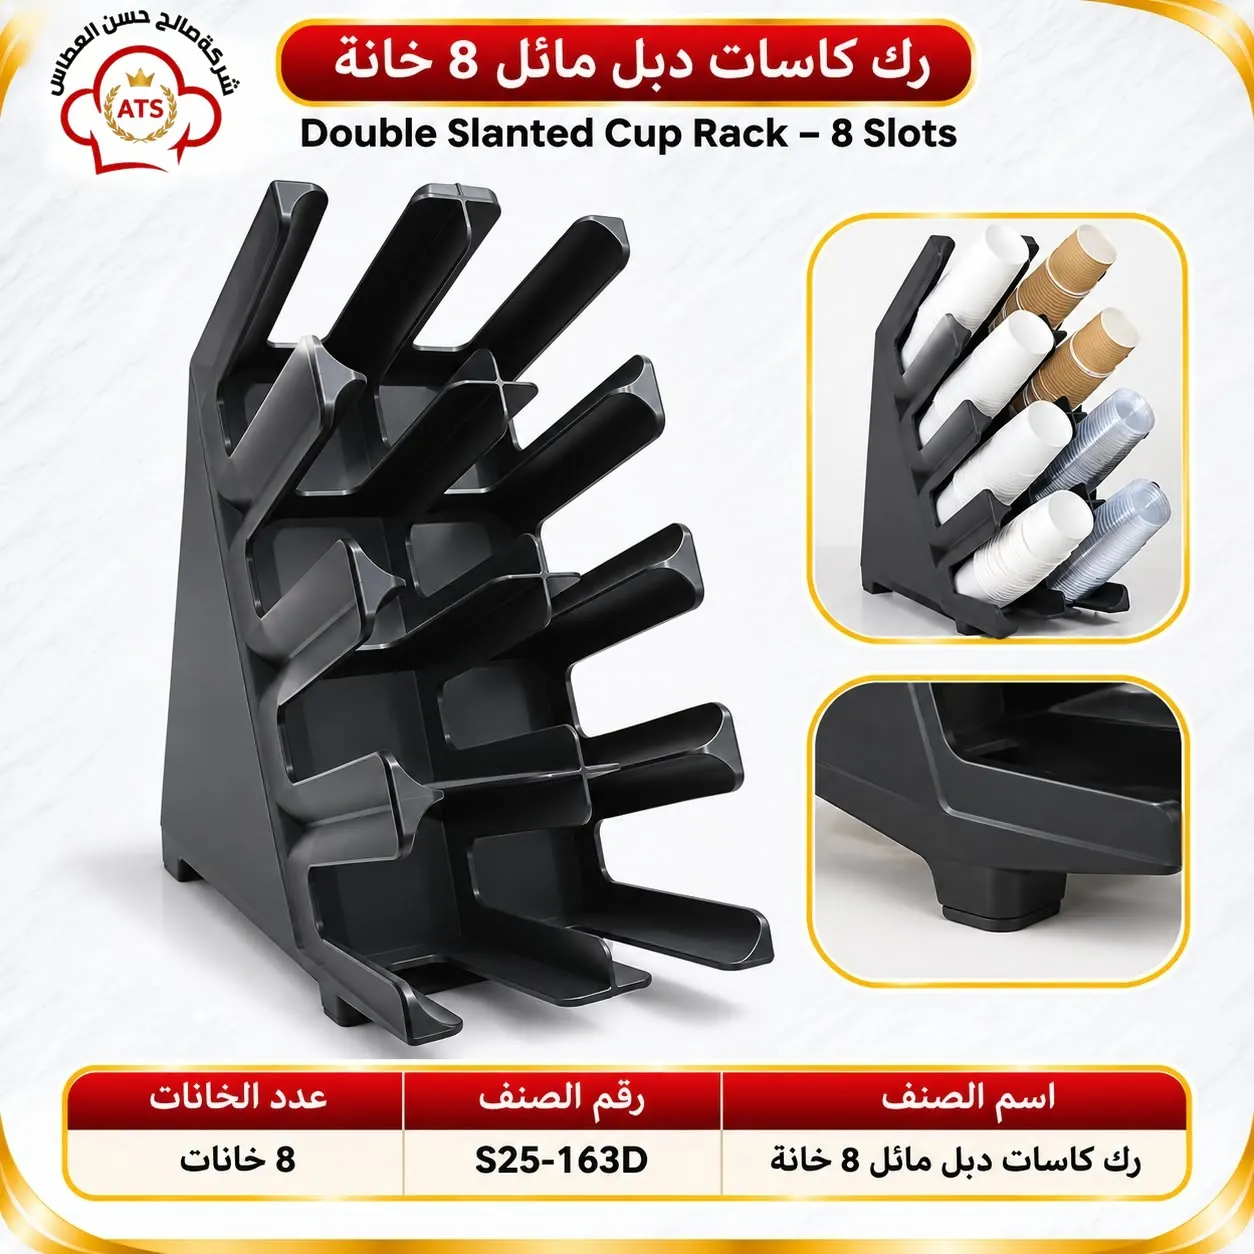 شركة صالح حسن العطاس
ATS
رك كاسات دبل مائل 8 خانة
Double Slanted Cup Rack – 8 Slots
اسم الصنف رقم الصنف عدد الخانات
رك كاسات دبل مائل 8 خانة S25-163D 8 خانات